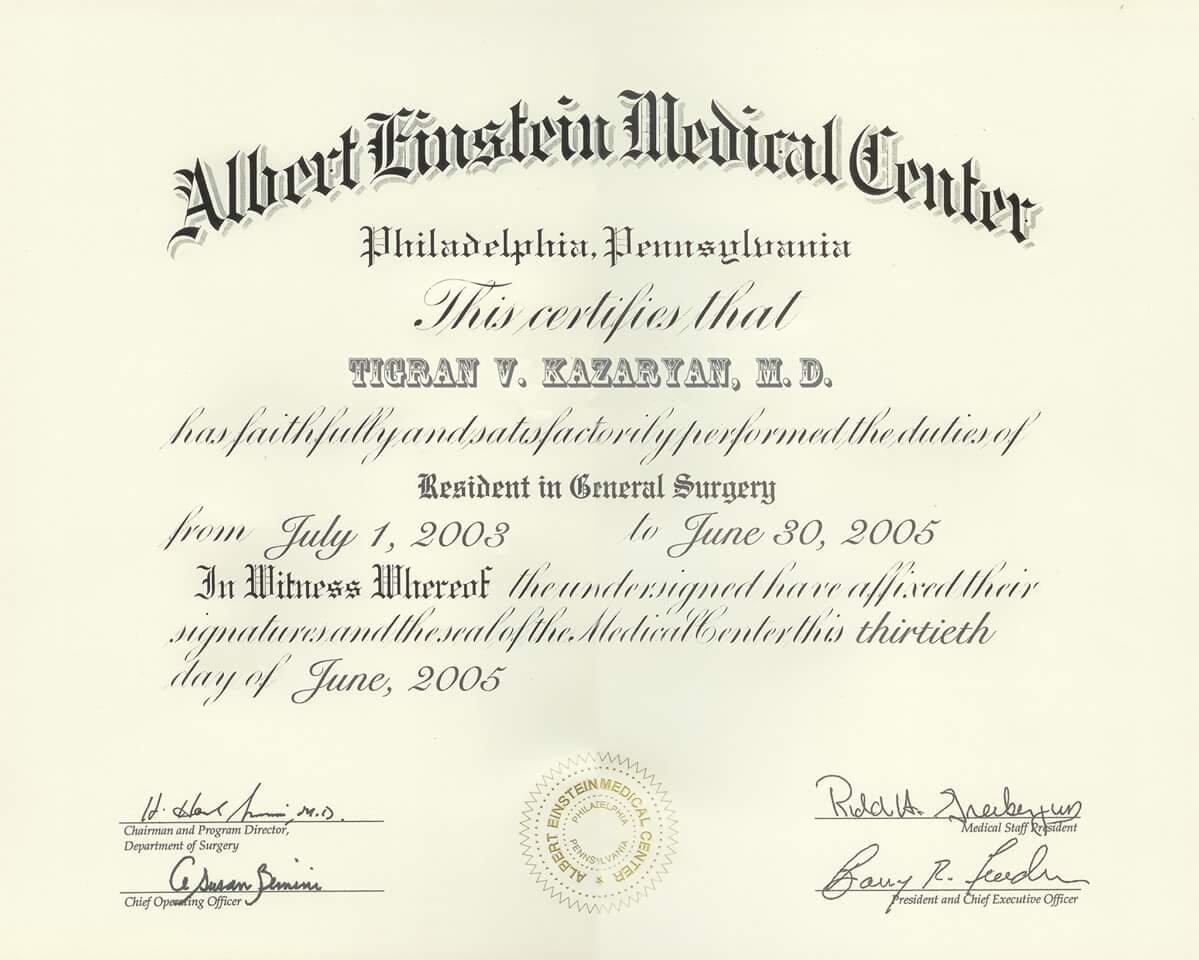 Albert Einstein Medical Center
Philadelphia, Pennsylvania
This certifies that
TIGRAN V. KAZARYAN, M. D.
has faithfully and satisfactorily performed the duties of
Resident in General Surgery
from July 1, 2003 to June 30, 2005
In Witness Whereof the undersigned have affixed their
signatures and the seal of the Medical Center this thirtieth
day of June, 2005
ALBERT EINSTEIN MEDICAL CENTER
PHILADELPHIA
PENNSYLVANIA
M.D.
Chairman and Program Director,
Department of Surgery
Medical Staff President
Susan
Chief Operating Officer
Barry R.
President and Chief Executive Officer